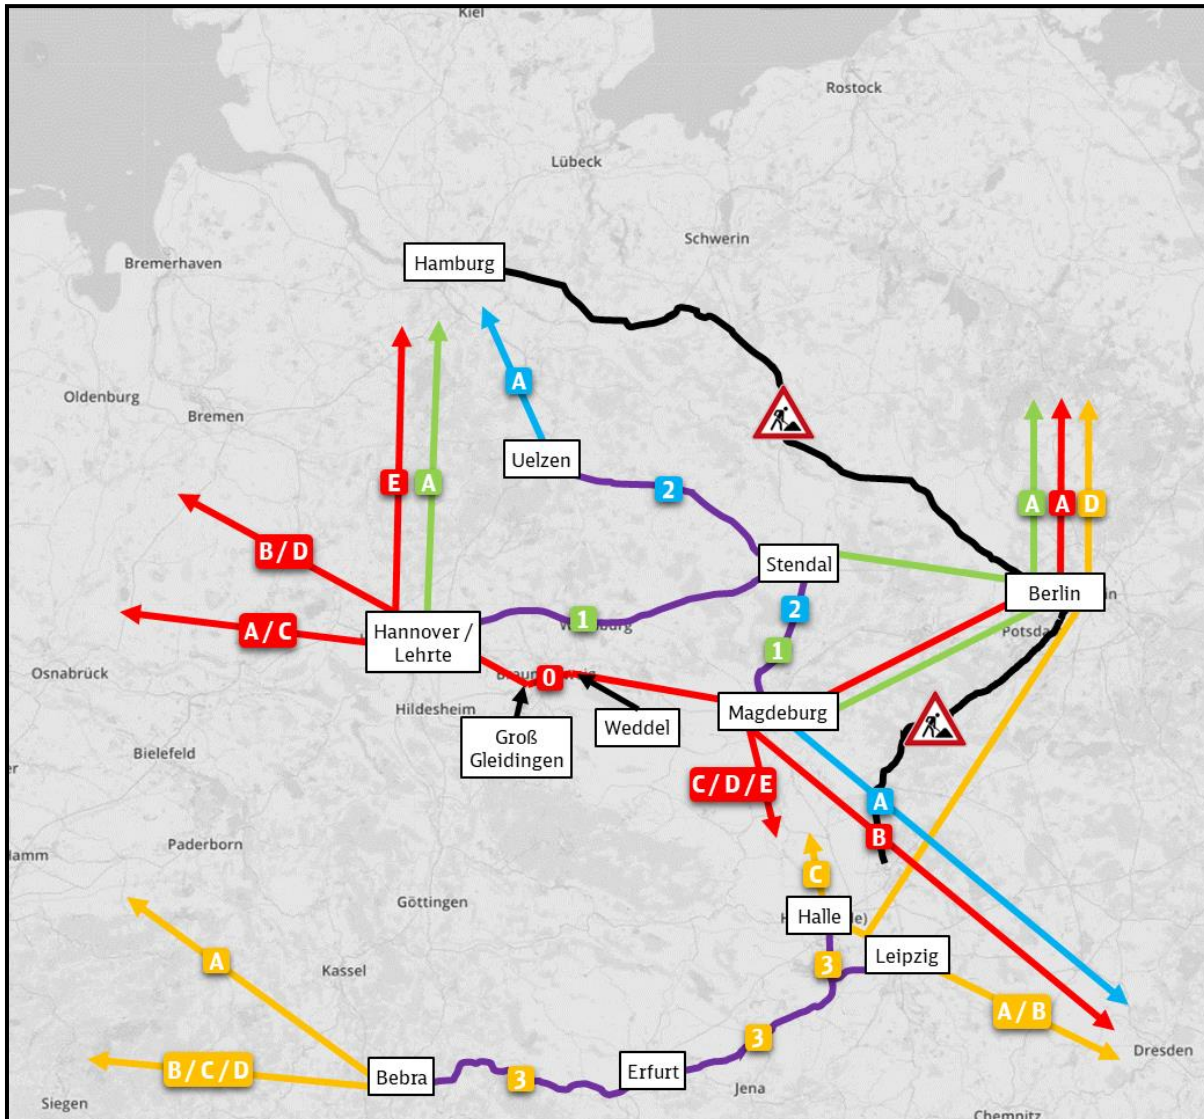 Kiel
Rostock
Lübeck
Schwerin
Hamburg
Bremerhaven
A
Oldenburg
Bremen
Uelzen
E
A
2
A
A
D
B / D
Stendal
Berlin
2
A / C
Hannover /
Lehrte
1
1
Potsda
Osnabrück
0
Hildesheim
Magdeburg
Weddel
Groß
Gleidingen
Bielefeld
C / D / E
A
B
Paderborn
C
Göttingen
Halle
A
Kassel
3
Leipzig
A / B
3
Dresden
B / C / D
Bebra
3
Erfurt
Jena
Siegen
Chemnitz